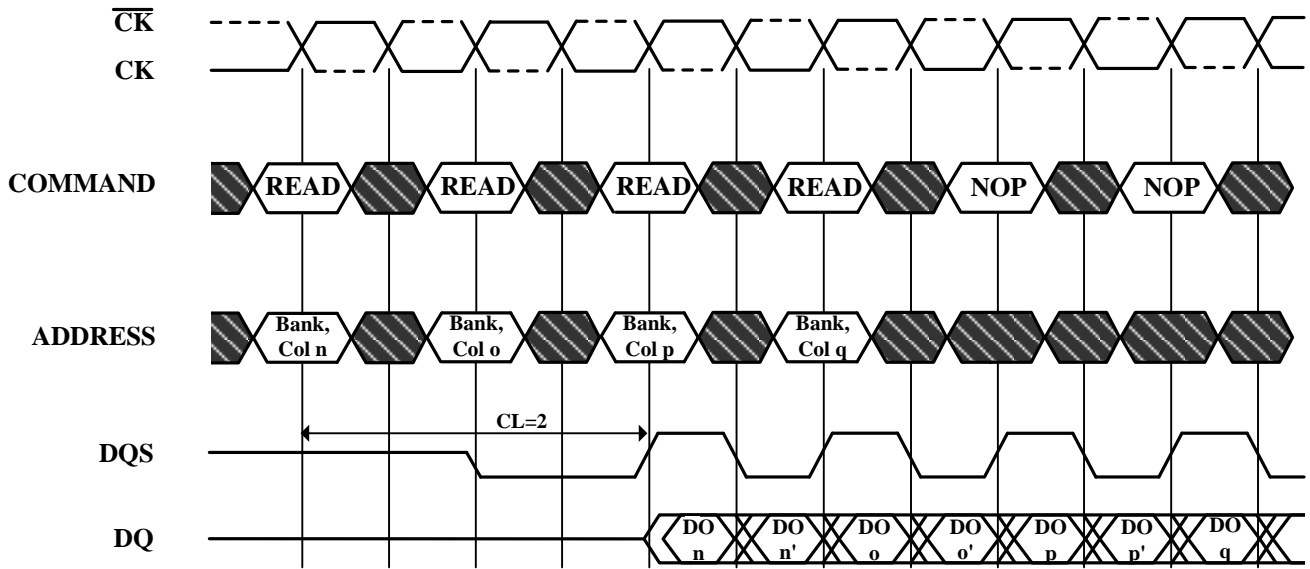 CK
CK
COMMAND
READ
READ
READ
READ
NOP
NOP
ADDRESS
Bank,
Col n
Bank,
Col o
Bank,
Col p
Bank,
Col q
CL=2
DQS
DQ
DO
n
DO
n'
DO
o
DO
o'
DO
p
DO
p'
DO
q